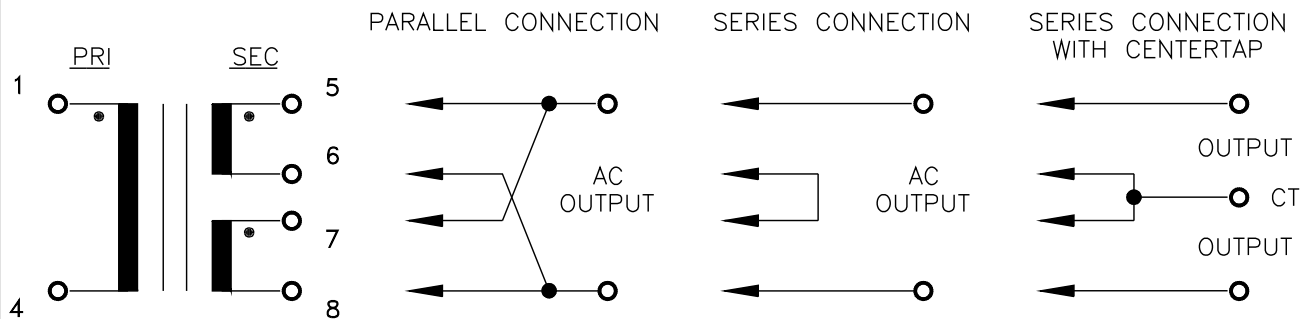 PARALLEL CONNECTION
SERIES CONNECTION
SERIES CONNECTION
WITH CENTERTAP
PRI
SEC
1
5
6
7
4
8
AC
OUTPUT
AC
OUTPUT
OUTPUT
CT
OUTPUT